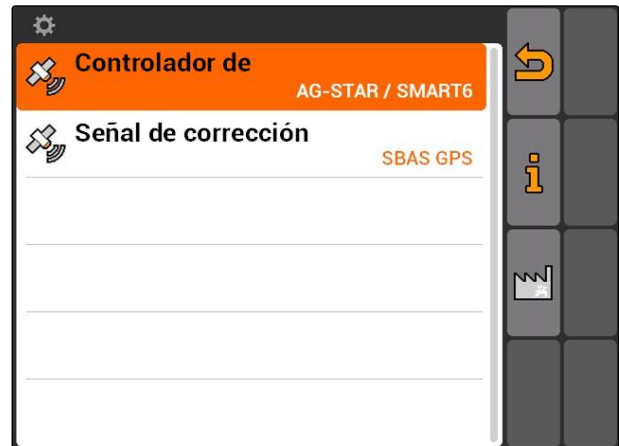 Controlador de
AG-STAR / SMART6
Señal de corrección
SBAS GPS